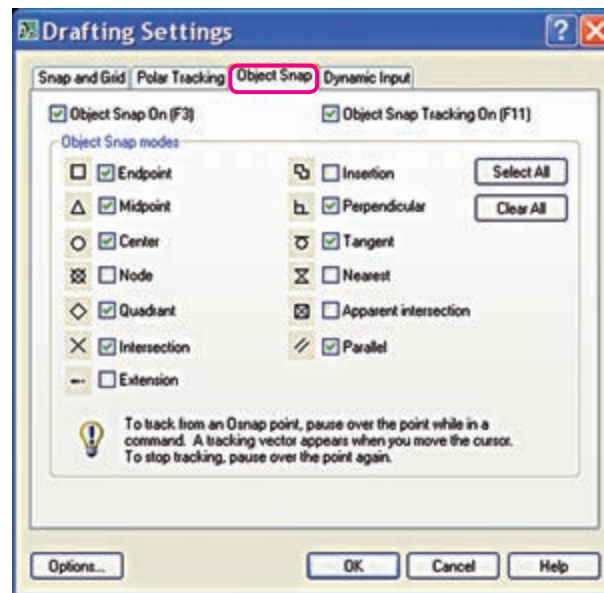 Drafting Settings
Snap and Grid Polar Tracking Object Snap Dynamic Input
Object Snap On (F3) Object Snap Tracking On (F11)
Object Snap modes
Endpoint Insertion Select All
Midpoint Perpendicular Clear All
Center Tangent
Node Nearest
Quadrant Apparent intersection
Intersection Parallel
Extension
To track from an Osnap point, pause over the point while in a
command. A tracking vector appears when you move the cursor.
To stop tracking, pause over the point again.
Options... OK Cancel Help